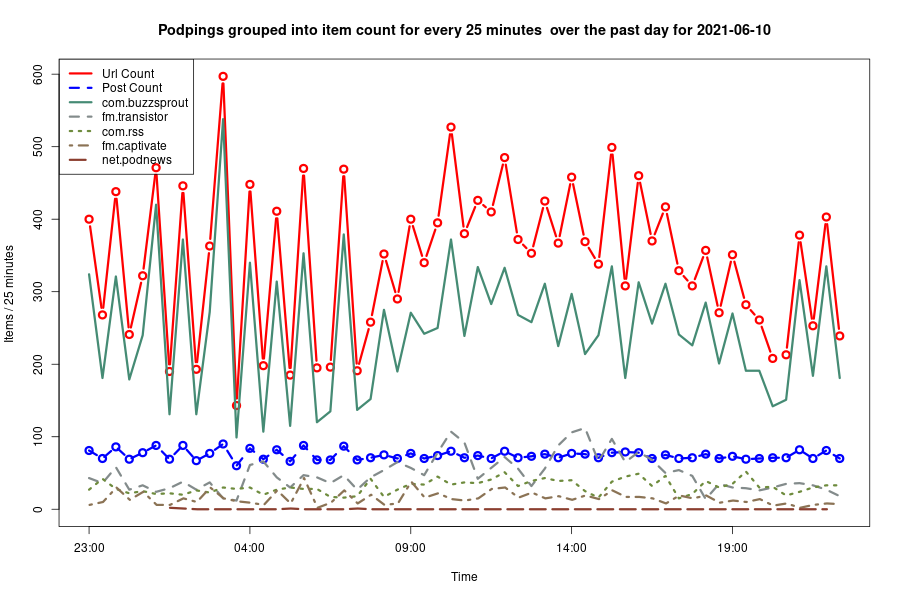 Podpings grouped into item count for every 25 minutes  over the past day for 2021-06-10
Url Count
Post Count
com.buzzsprout
fm.transistor
com.rss
fm.captivate
net.podnews
Items / 25 minutes
600
500
400
300
200
100
0
23:00 04:00 09:00 14:00 19:00
Time